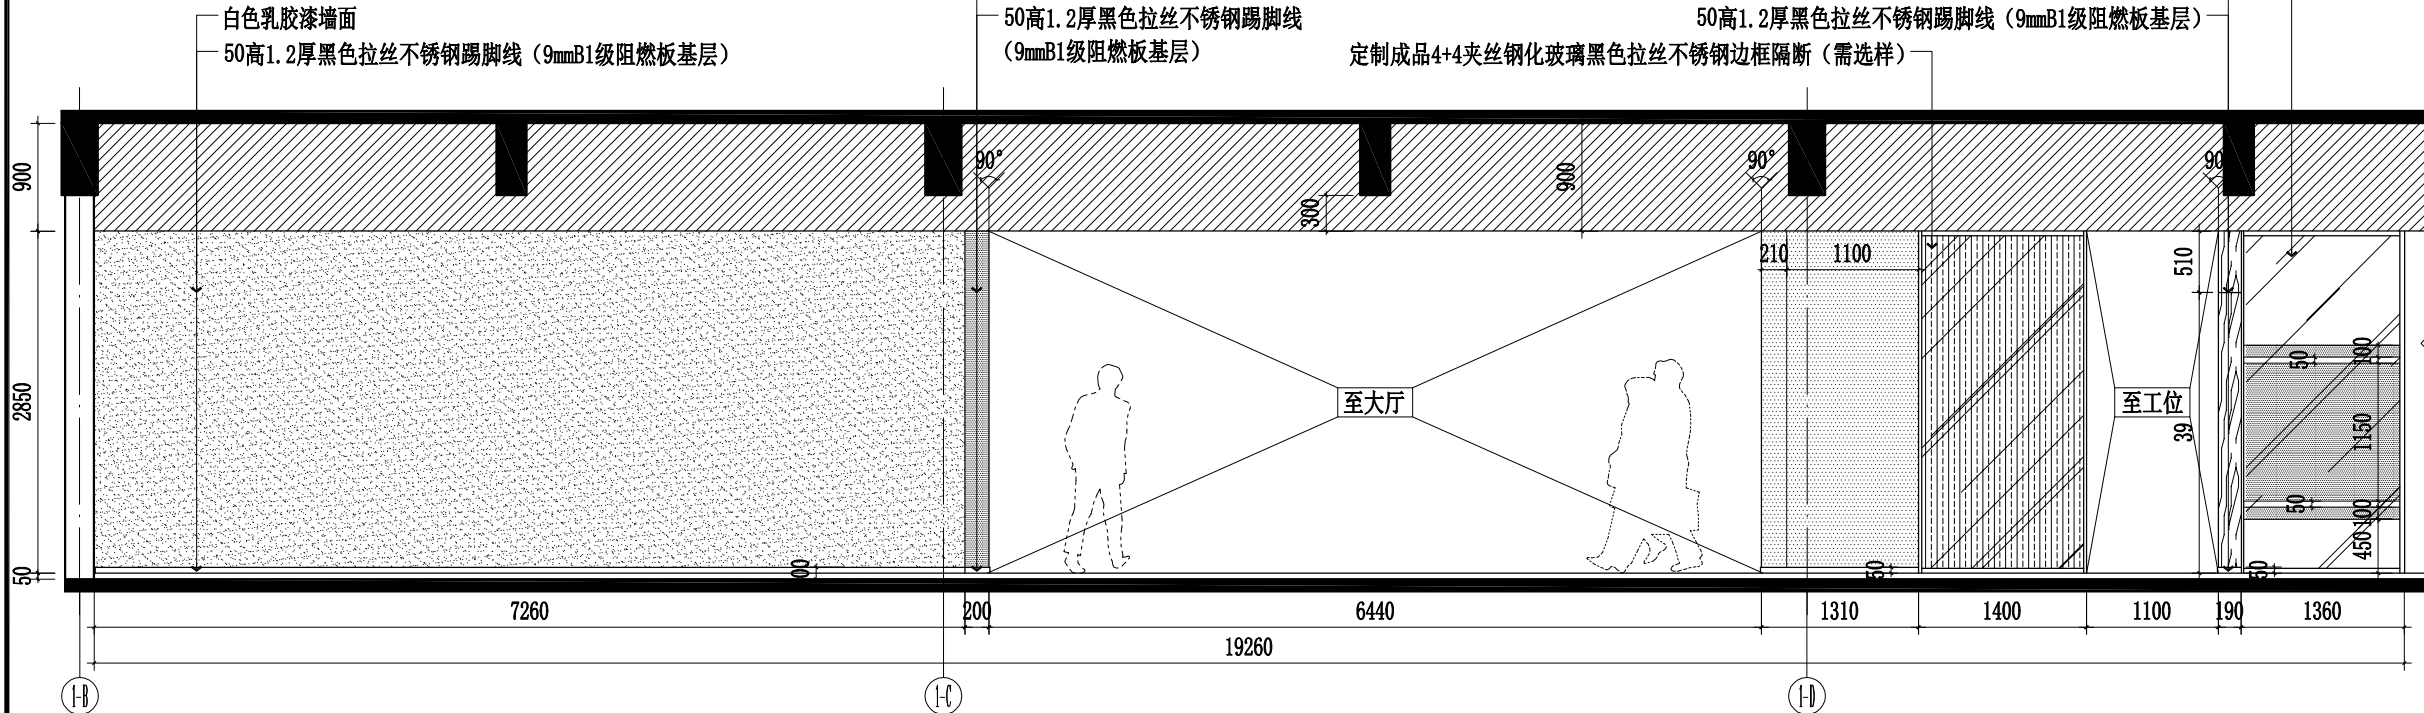 白色乳胶漆墙面
50高1.2厚黑色拉丝不锈钢踢脚线（9mmB1级阻燃板基层）
50高1.2厚黑色拉丝不锈钢踢脚线
（9mmB1级阻燃板基层）
50高1.2厚黑色拉丝不锈钢踢脚线（9mmB1级阻燃板基层）
定制成品4+4夹丝钢化玻璃黑色拉丝不锈钢边框隔断（需选样）
900
90°
300
900
90°
90
210
1100
510
2850
至大厅
至工位
39
50
100
1150
50
100
450
50
00
50
50
7260
200
6440
1310
1400
1100
190
1360
19260
1-B
1-C
1-D